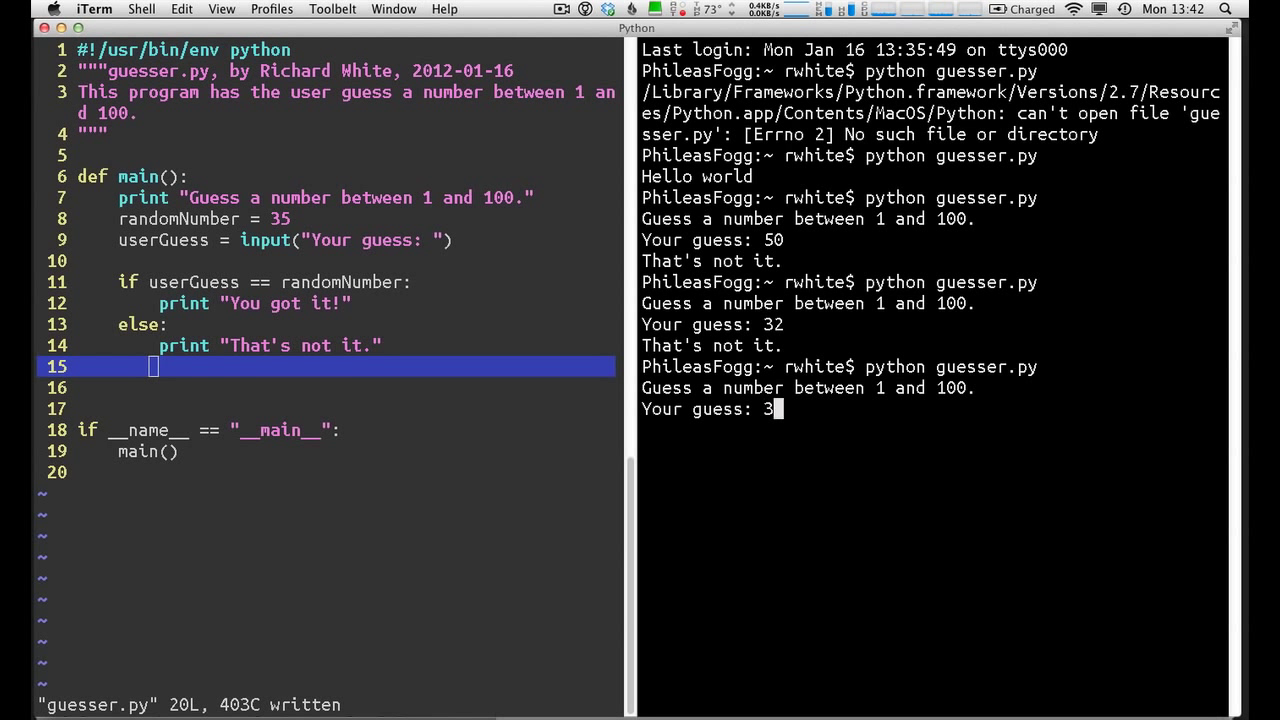 iTerm Shell Edit View Profiles Toolbelt Window Help 73° 0.4KB/s 0.0KB/s Charged Mon 13:42
Python
1 #!/usr/bin/env python
2 """guesser.py, by Richard White, 2012-01-16
3 This program has the user guess a number between 1 an
d 100.
4 """
5
6 def main():
7 print "Guess a number between 1 and 100."
8 randomNumber = 35
9 userGuess = input("Your guess: ")
10
11 if userGuess == randomNumber:
12 print "You got it!"
13 else:
14 print "That's not it."
15
16
17
18 if __name__ == "__main__":
19 main()
20
~
~
~
~
~
~
~
~
~
~
"guesser.py" 20L, 403C written
Last login: Mon Jan 16 13:35:49 on ttys000
PhileasFogg:~ rwhite$ python guesser.py
/Library/Frameworks/Python.framework/Versions/2.7/Resourc
es/Python.app/Contents/MacOS/Python: can't open file 'gue
sser.py': [Errno 2] No such file or directory
PhileasFogg:~ rwhite$ python guesser.py
Hello world
PhileasFogg:~ rwhite$ python guesser.py
Guess a number between 1 and 100.
Your guess: 50
That's not it.
PhileasFogg:~ rwhite$ python guesser.py
Guess a number between 1 and 100.
Your guess: 32
That's not it.
PhileasFogg:~ rwhite$ python guesser.py
Guess a number between 1 and 100.
Your guess: 3